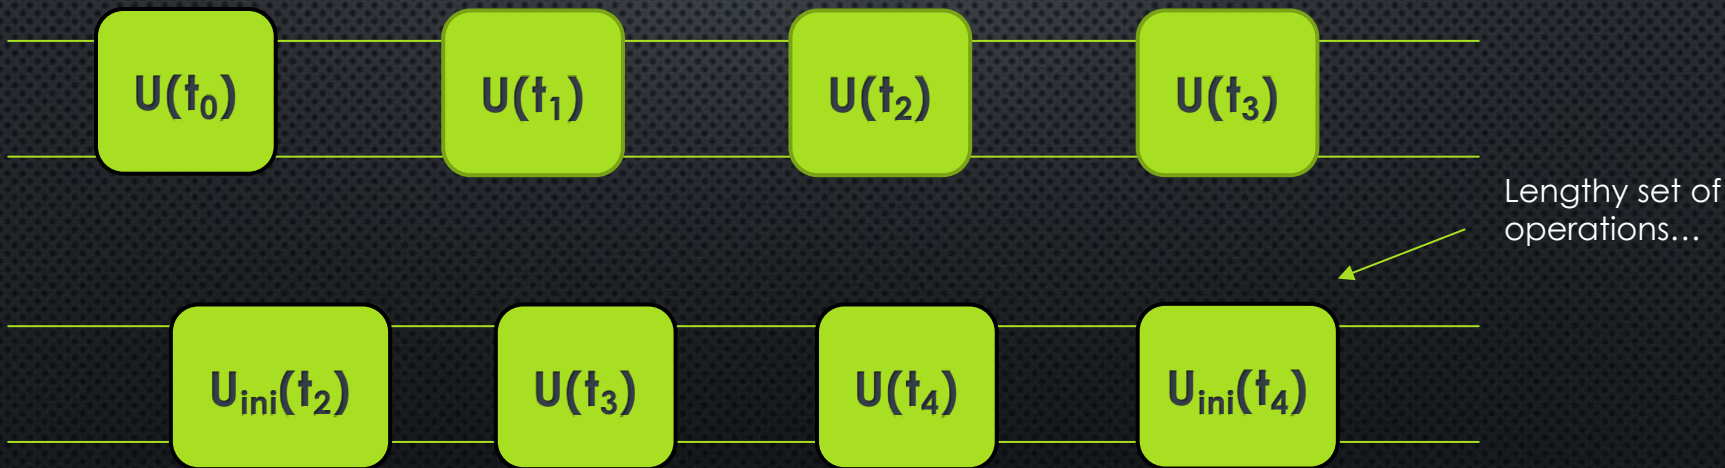 U(t₀)
U(t₁)
U(t₂)
U(t₃)
Lengthy set of
operations…
Uᵢₙᵢ(t₂)
U(t₃)
U(t₄)
Uᵢₙᵢ(t₄)